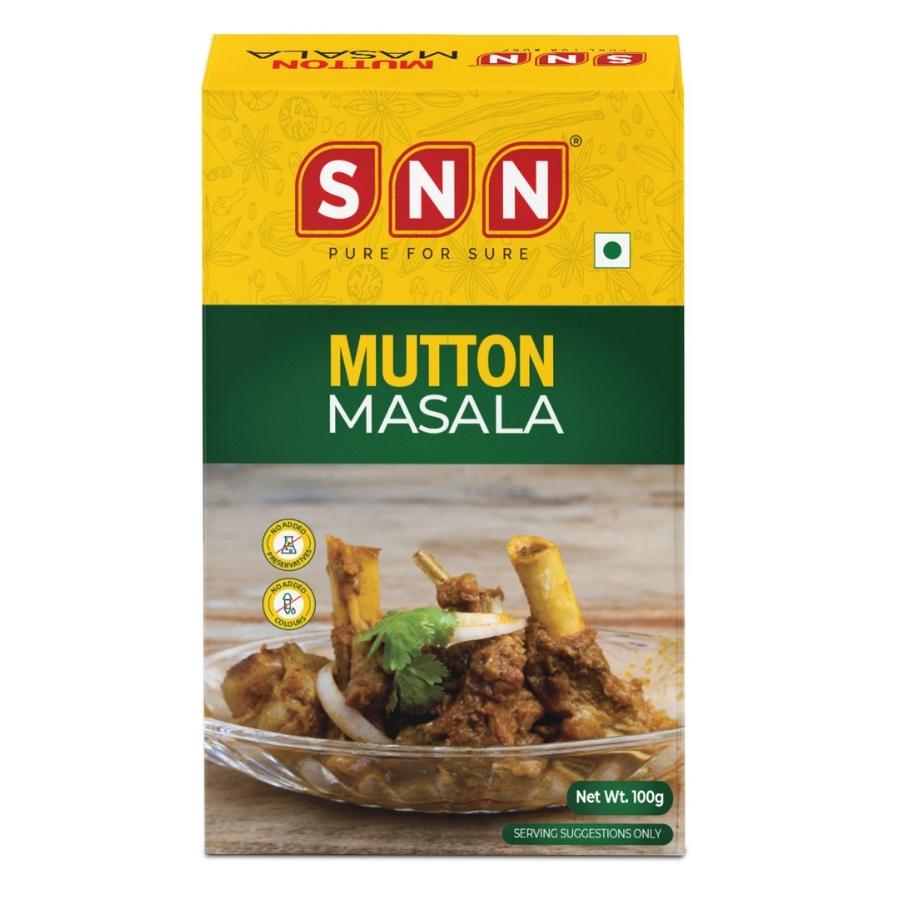 MUTTON MASALA SNN
PURE FOR SURE
SNN®
PURE FOR SURE
MUTTON
MASALA
NO ADDED
PRESERVATIVES
NO ADDED
COLOURS
Net Wt. 100g
SERVING SUGGESTIONS ONLY